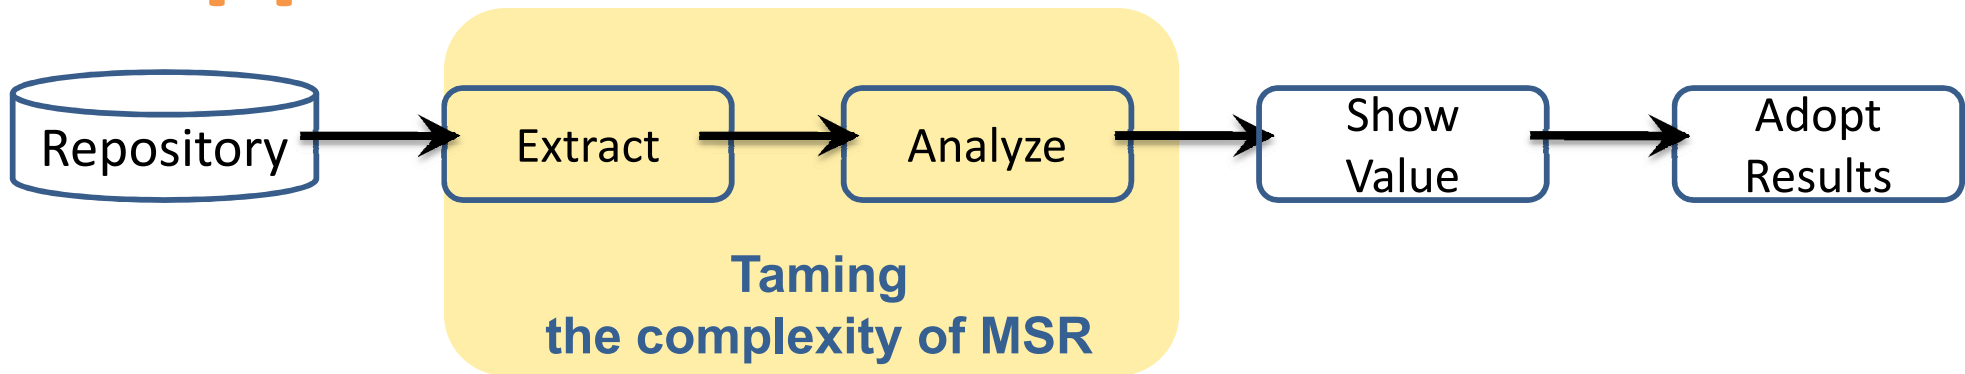 Repository
Extract
Analyze
Show
Value
Adopt
Results
Taming
the complexity of MSR